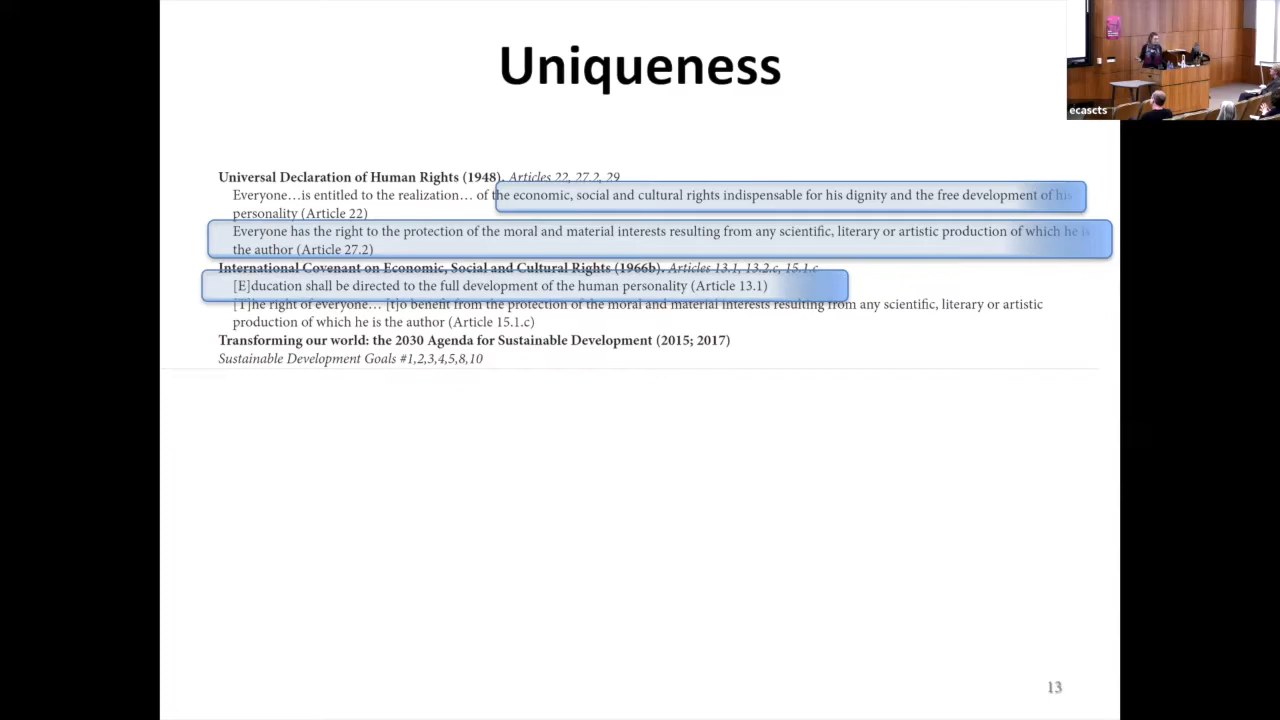 Uniqueness
ecascts
Universal Declaration of Human Rights (1948). Articles 22, 27.2, 29
Everyone…is entitled to the realization… of the economic, social and cultural rights indispensable for his dignity and the free development of his
personality (Article 22)
Everyone has the right to the protection of the moral and material interests resulting from any scientific, literary or artistic production of which he is
the author (Article 27.2)
International Covenant on Economic, Social and Cultural Rights (1966b). Articles 13.1, 13.2.c, 15.1.c
[E]ducation shall be directed to the full development of the human personality (Article 13.1)
[T]he right of everyone… [t]o benefit from the protection of the moral and material interests resulting from any scientific, literary or artistic
production of which he is the author (Article 15.1.c)
Transforming our world: the 2030 Agenda for Sustainable Development (2015; 2017)
Sustainable Development Goals #1,2,3,4,5,8,10
13